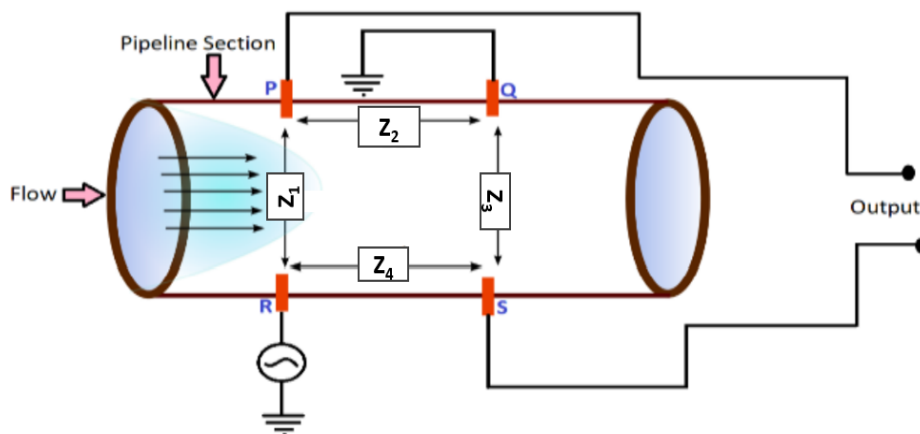 Pipeline Section
P
Q
Z2
Flow
Z1
Z3
Output
Z4
R
S